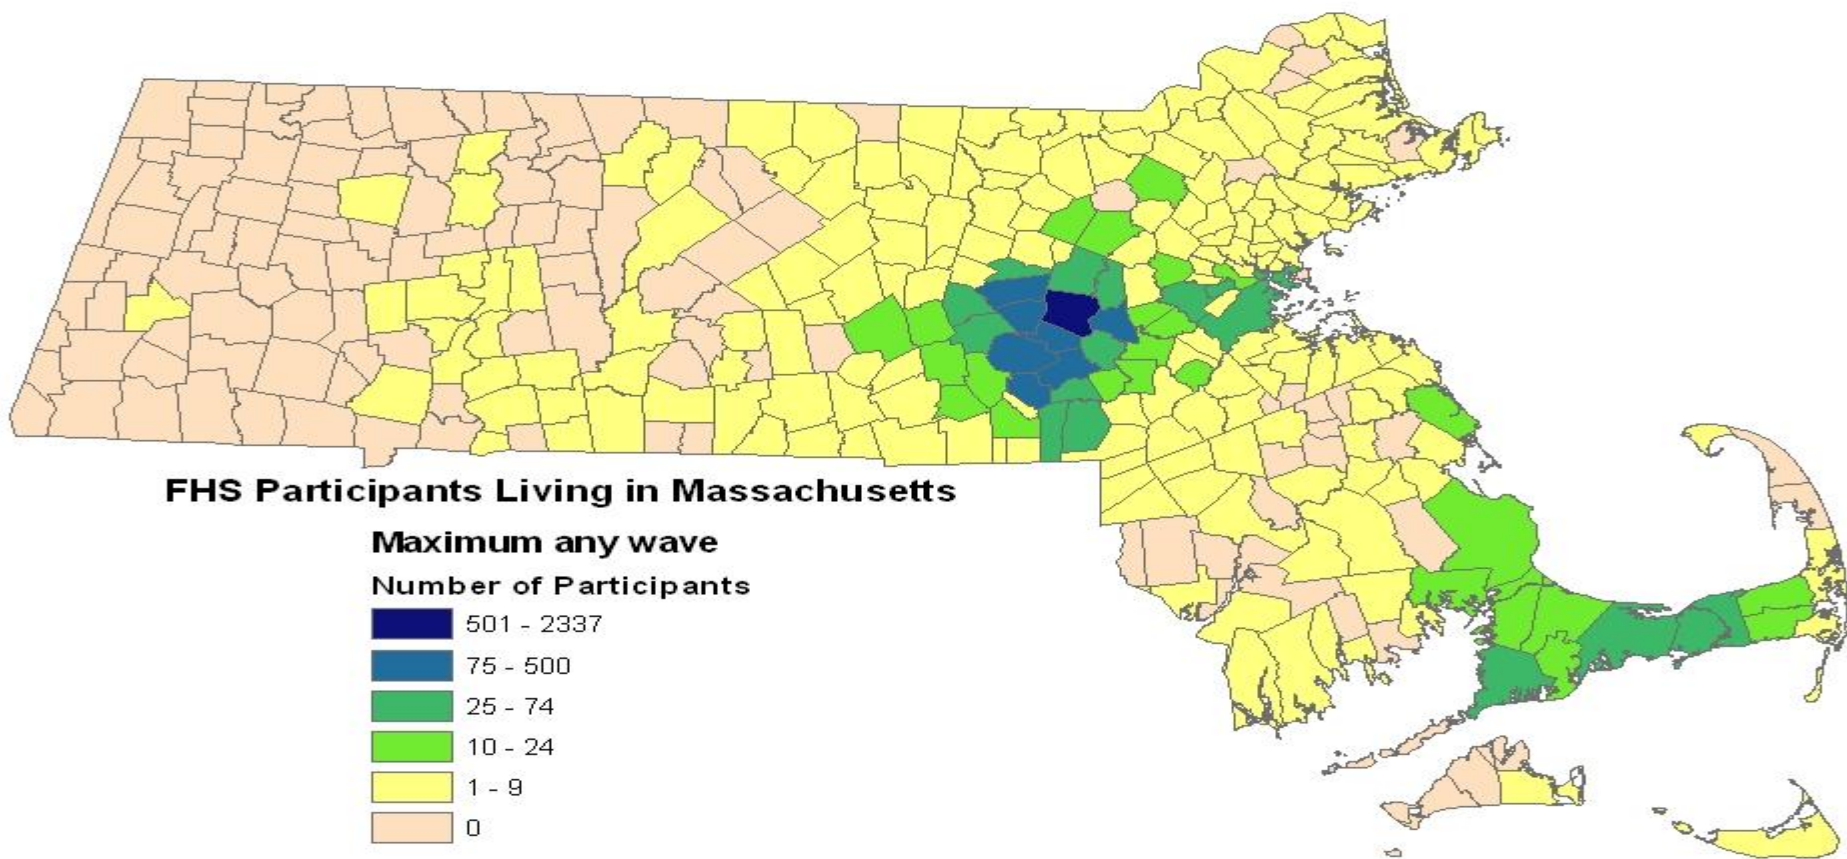 FHS Participants Living in Massachusetts
Maximum any wave
Number of Participants
501 - 2337
75 - 500
25 - 74
10 - 24
1 - 9
0